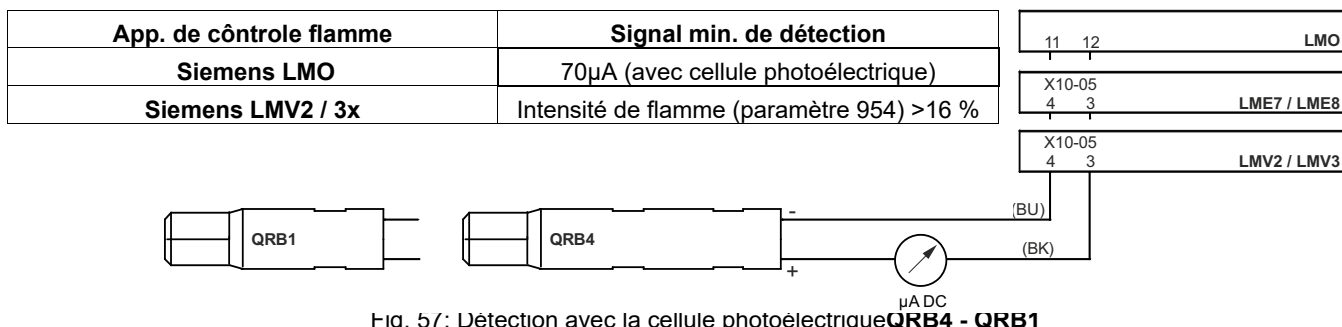 App. de côntrole flamme Signal min. de détection
Siemens LMO 70µA (avec cellule photoélectrique)
Siemens LMV2 / 3x Intensité de flamme (paramètre 954) >16 %
11 12 LMO
X10-05
4 3 LME7 / LME8
X10-05
4 3 LMV2 / LMV3
QRB1
QRB4
-
+
(BU)
(BK)
µA DC
Fig. 57: Détection avec la cellule photoélectriqueQRB4 - QRB1